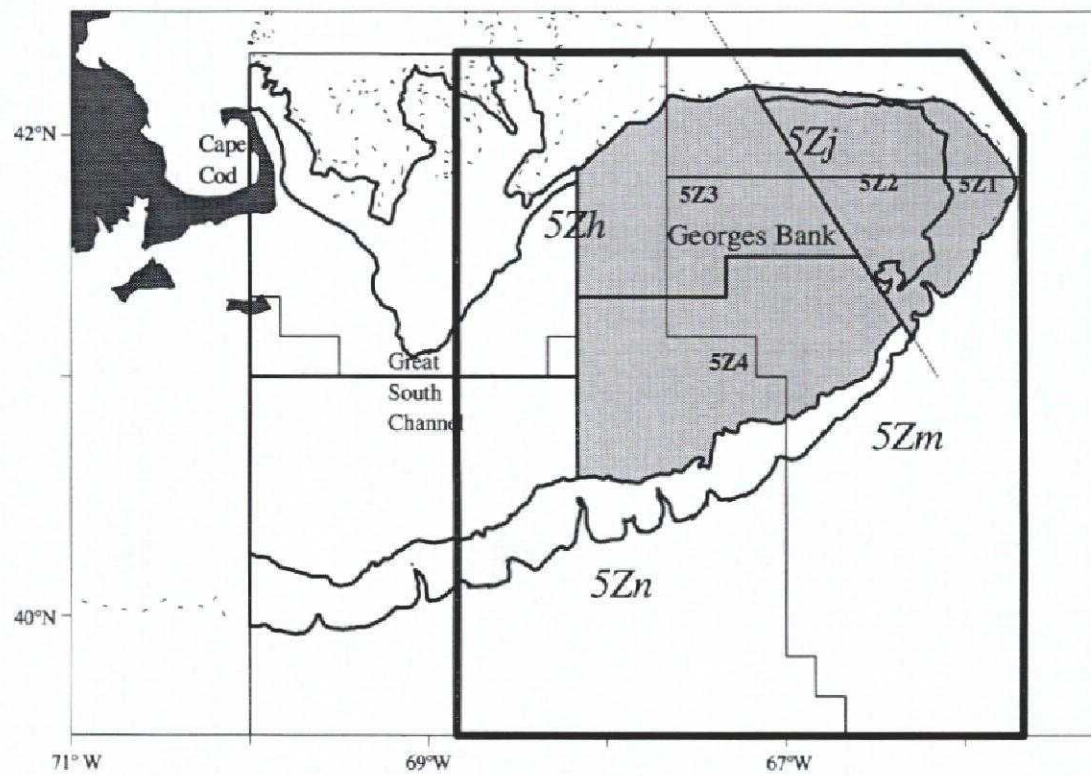 42°N
40°N
71° W
69°W
67°W
Cape
Cod
5Zh
5Zj
5Z3
5Z2
5Z1
Georges Bank
Great
South
Channel
5Z4
5Zm
5Zn